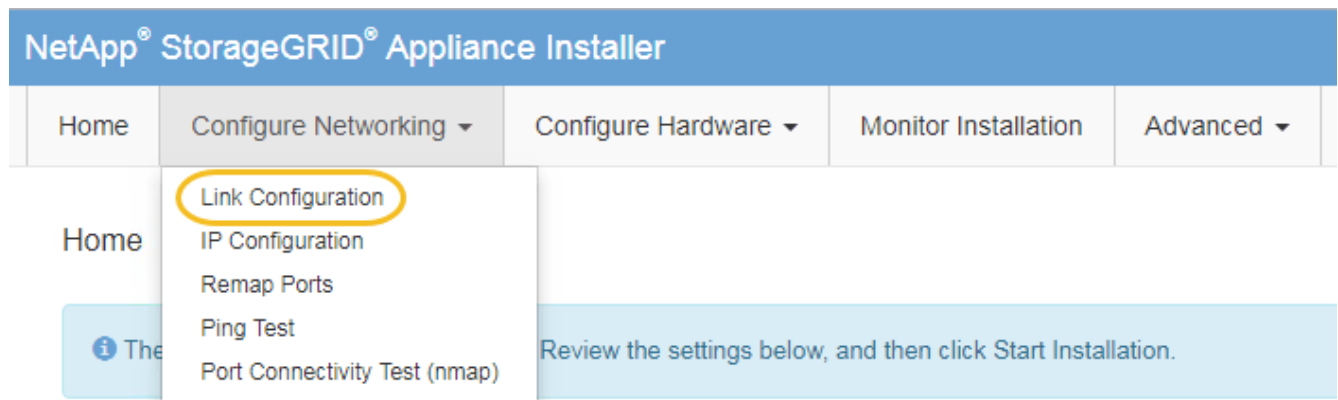 NetApp® StorageGRID® Appliance Installer
Home Configure Networking Configure Hardware Monitor Installation Advanced
Link Configuration
Home
IP Configuration
Remap Ports
Ping Test
The Review the settings below, and then click Start Installation.
Port Connectivity Test (nmap)